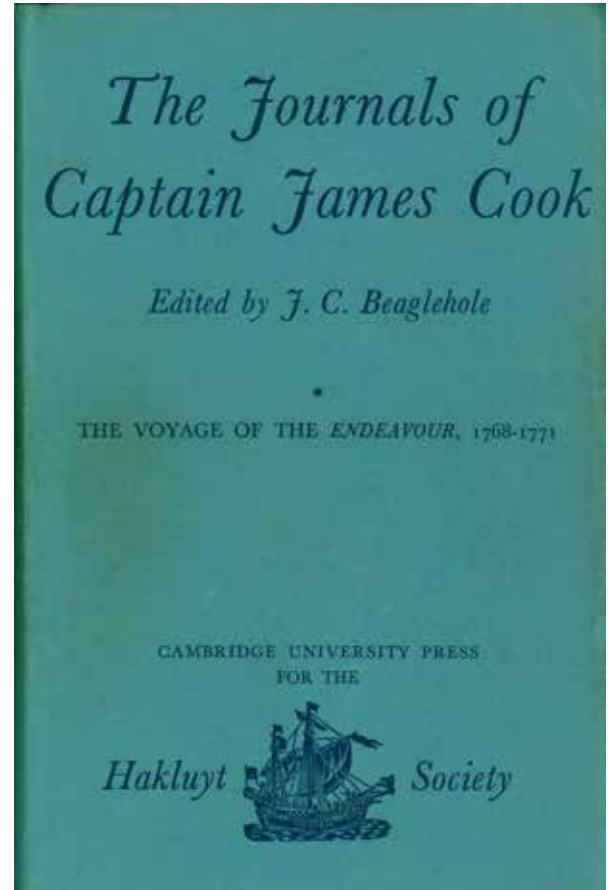 The Journals of
Captain James Cook
Edited by J. C. Beaglehole
THE VOYAGE OF THE ENDEAVOUR, 1768-1771
CAMBRIDGE UNIVERSITY PRESS
FOR THE
Hakluyt Society